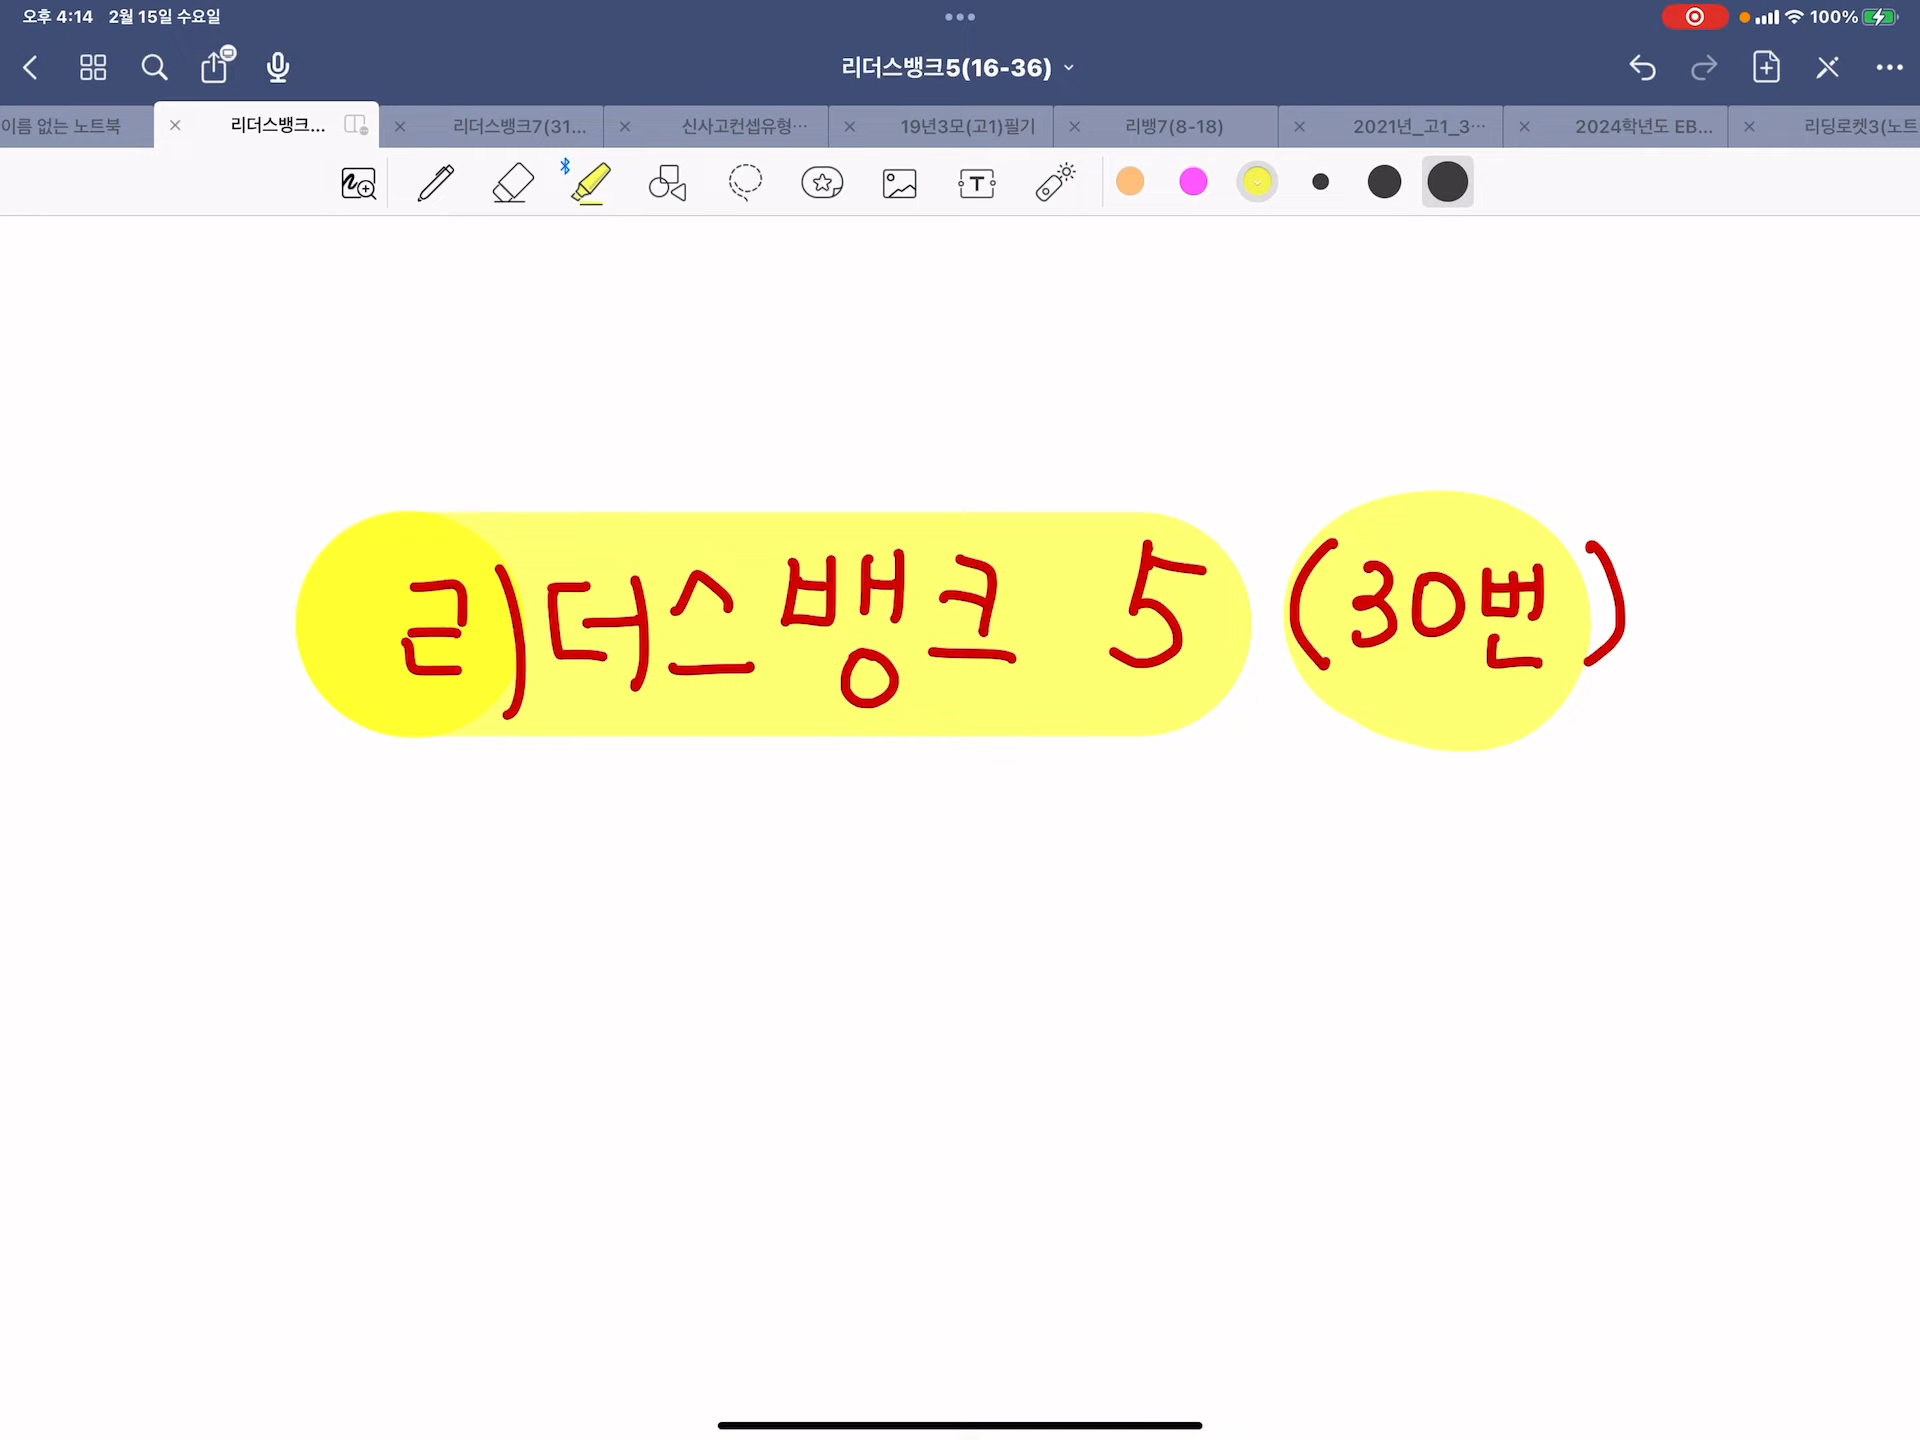 오후 4:14 2월 15일 수요일
100%
리더스뱅크5(16-36)
이름 없는 노트북
리더스뱅크...
리더스뱅크7(31...
신사고컨셉유형...
19년3모(고1)필기
리뱅7(8-18)
2021년_고1_3...
2024학년도 EB...
리딩로켓3(노트
T
리더스뱅크 5 (30번)